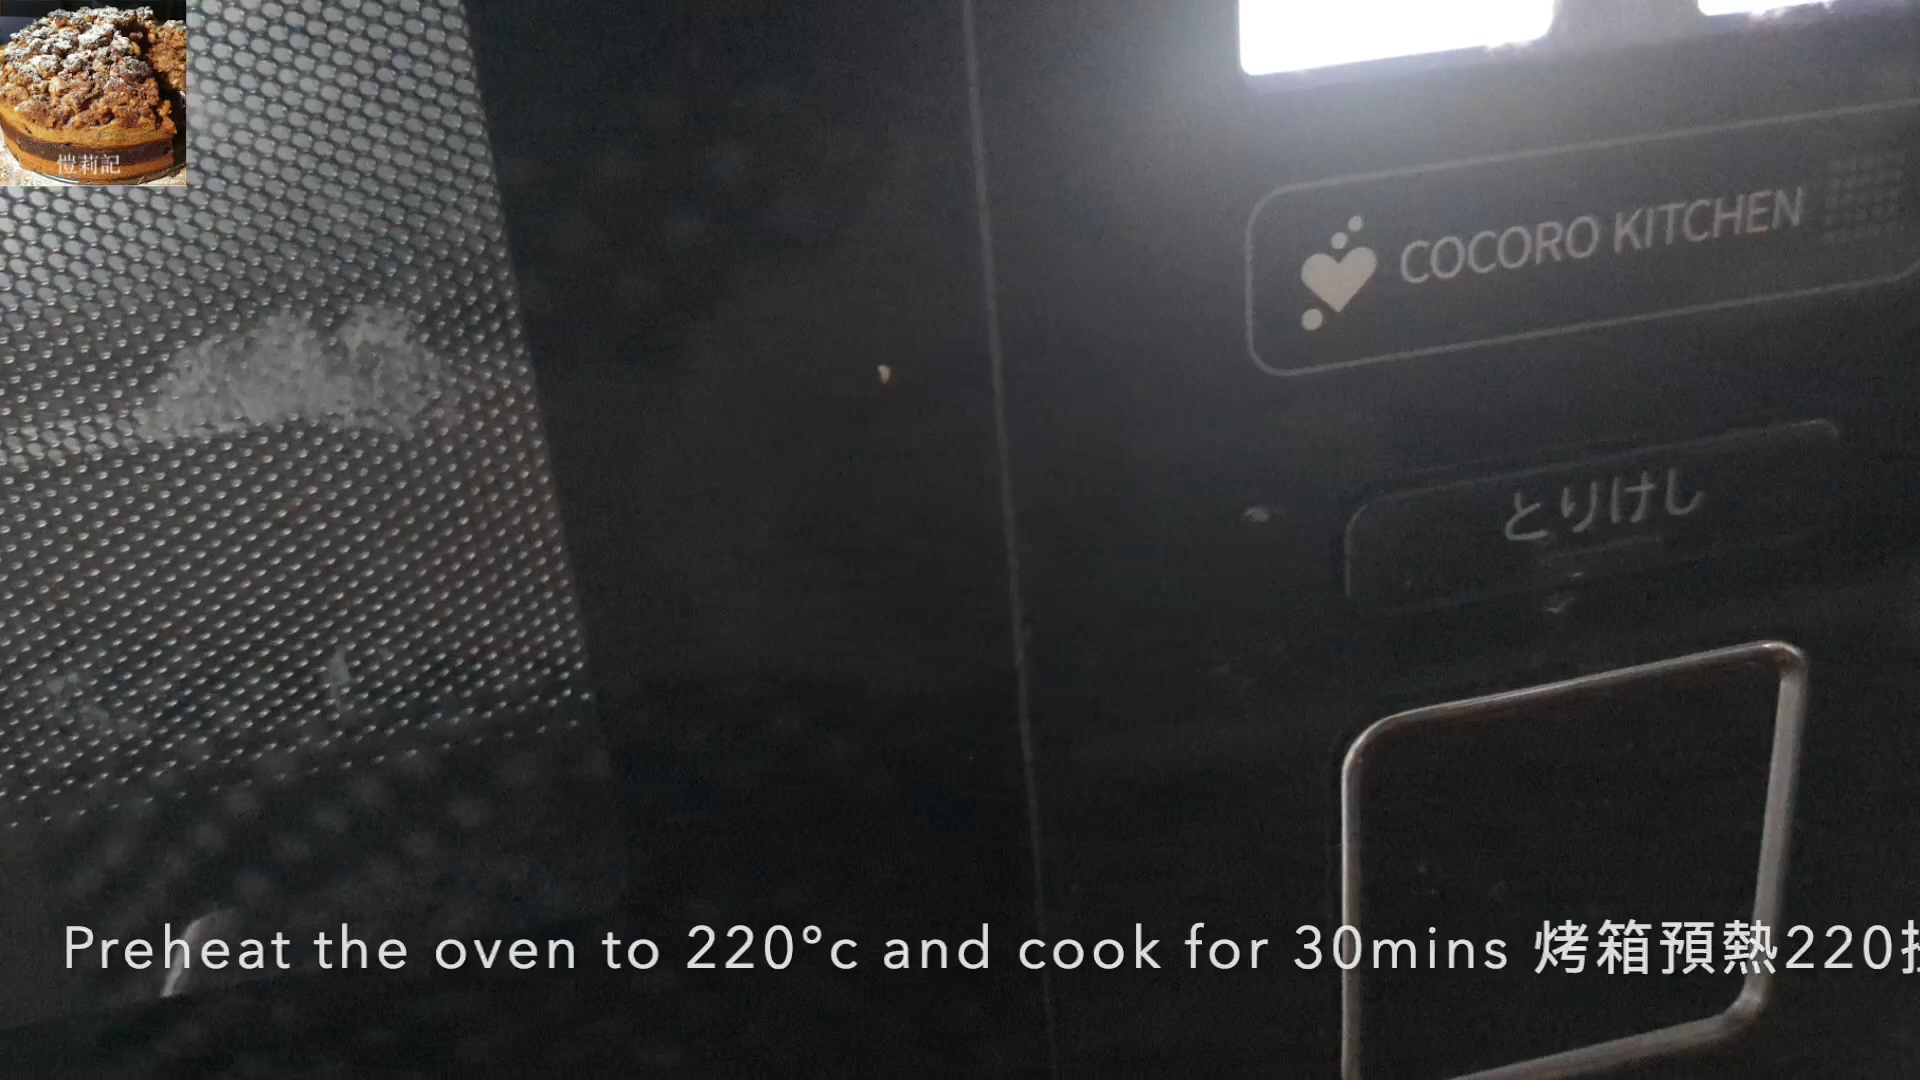 愷莉記
COCORO KITCHEN
とりけし
Preheat the oven to 220°c and cook for 30mins 烤箱預熱220